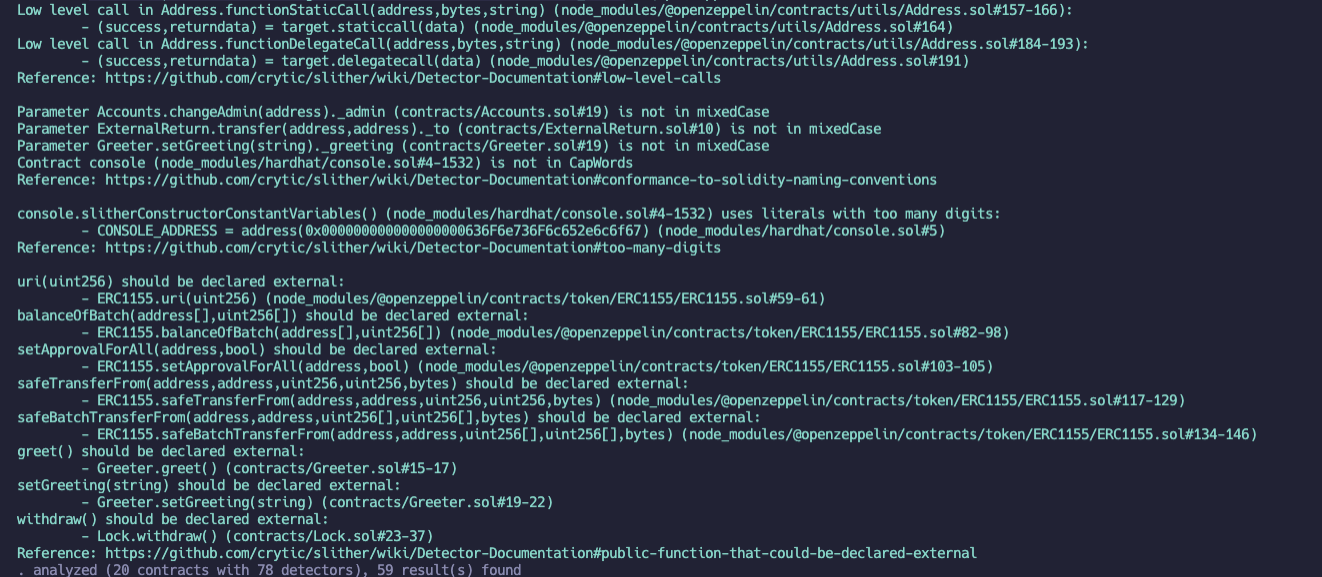 Low level call in Address.functionStaticCall(address,bytes,string) (node_modules/@openzeppelin/contracts/utils/Address.sol#157-166):
- (success,returndata) = target.staticcall(data) (node_modules/@openzeppelin/contracts/utils/Address.sol#164)
Low level call in Address.functionDelegateCall(address,bytes,string) (node_modules/@openzeppelin/contracts/utils/Address.sol#184-193):
- (success,returndata) = target.delegatecall(data) (node_modules/@openzeppelin/contracts/utils/Address.sol#191)
Reference: https://github.com/crytic/slither/wiki/Detector-Documentation#low-level-calls
Parameter Accounts.changeAdmin(address)._admin (contracts/Accounts.sol#19) is not in mixedCase
Parameter ExternalReturn.transfer(address,address)._to (contracts/ExternalReturn.sol#10) is not in mixedCase
Parameter Greeter.setGreeting(string)._greeting (contracts/Greeter.sol#19) is not in mixedCase
Contract console (node_modules/hardhat/console.sol#4-1532) is not in CapWords
Reference: https://github.com/crytic/slither/wiki/Detector-Documentation#conformance-to-solidity-naming-conventions
console.slitherConstructorConstantVariables() (node_modules/hardhat/console.sol#4-1532) uses literals with too many digits:
- CONSOLE_ADDRESS = address(0x000000000000000000636F6e736F6c652e6c6f67) (node_modules/hardhat/console.sol#5)
Reference: https://github.com/crytic/slither/wiki/Detector-Documentation#too-many-digits
uri(uint256) should be declared external:
- ERC1155.uri(uint256) (node_modules/@openzeppelin/contracts/token/ERC1155/ERC1155.sol#59-61)
balanceOfBatch(address[],uint256[]) should be declared external:
- ERC1155.balanceOfBatch(address[],uint256[]) (node_modules/@openzeppelin/contracts/token/ERC1155/ERC1155.sol#82-98)
setApprovalForAll(address,bool) should be declared external:
- ERC1155.setApprovalForAll(address,bool) (node_modules/@openzeppelin/contracts/token/ERC1155/ERC1155.sol#103-105)
safeTransferFrom(address,address,uint256,uint256,bytes) should be declared external:
- ERC1155.safeTransferFrom(address,address,uint256,uint256,bytes) (node_modules/@openzeppelin/contracts/token/ERC1155/ERC1155.sol#117-129)
safeBatchTransferFrom(address,address,uint256[],uint256[],bytes) should be declared external:
- ERC1155.safeBatchTransferFrom(address,address,uint256[],uint256[],bytes) (node_modules/@openzeppelin/contracts/token/ERC1155/ERC1155.sol#134-146)
greet() should be declared external:
- Greeter.greet() (contracts/Greeter.sol#15-17)
setGreeting(string) should be declared external:
- Greeter.setGreeting(string) (contracts/Greeter.sol#19-22)
withdraw() should be declared external:
- Lock.withdraw() (contracts/Lock.sol#23-37)
Reference: https://github.com/crytic/slither/wiki/Detector-Documentation#public-function-that-could-be-declared-external
. analyzed (20 contracts with 78 detectors), 59 result(s) found